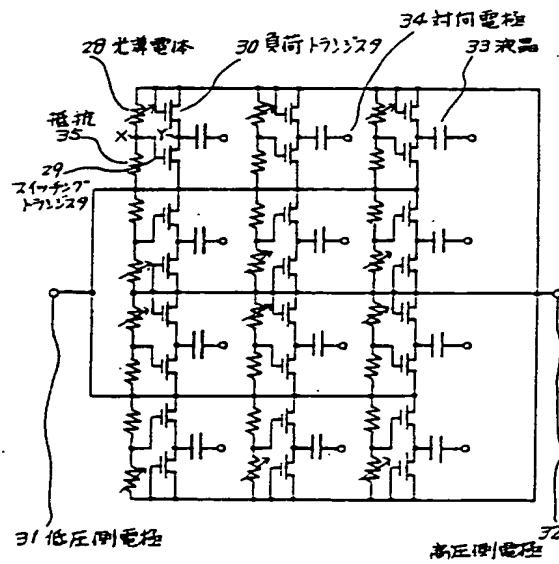 28 光導電体
30 負荷トランジスタ
34 対向電極
33 液晶
抵抗
35
X
Y
29
スイッチング
トランジスタ
31 低圧側電極
32
高圧側電極